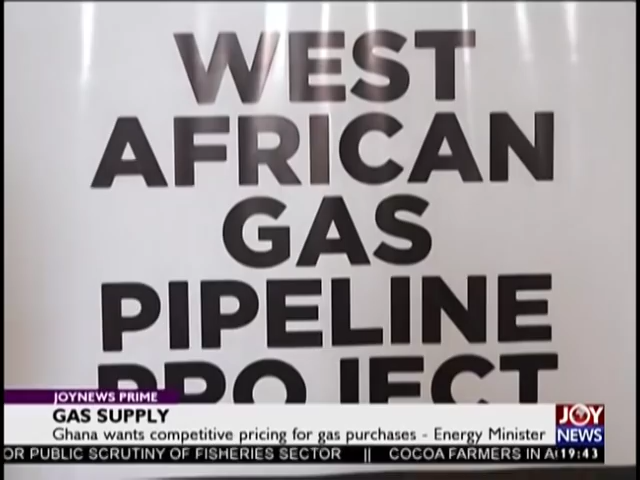 WEST
AFRICAN
GAS
PIPELINE
PROJECT
JOYNEWS PRIME
GAS SUPPLY
Ghana wants competitive pricing for gas purchases - Energy Minister
JOY
NEWS
OR PUBLIC SCRUTINY OF FISHERIES SECTOR || COCOA FARMERS IN A
19:43